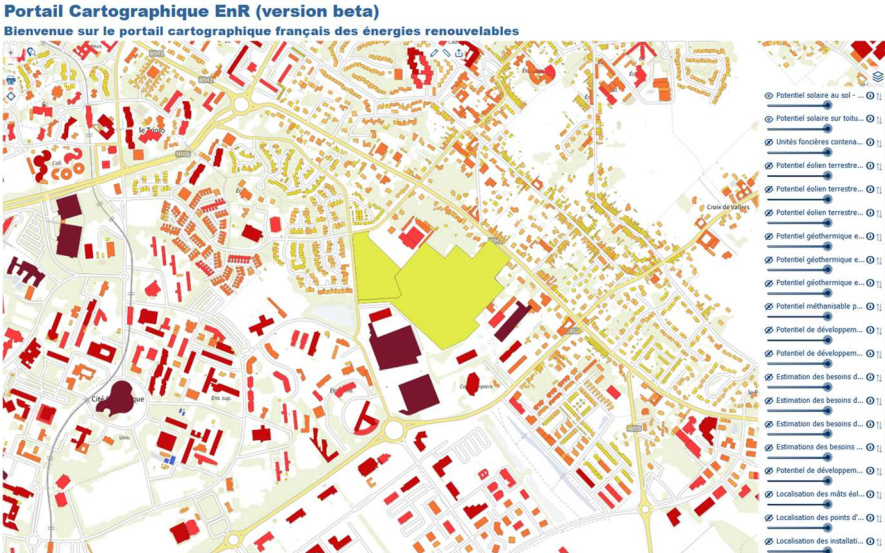 Portail Cartographique EnR (version beta)
Bienvenue sur le portail cartographique français des énergies renouvelables
le Triolo
Croix de Vallers
Ens. sup.
Univ.
Potentiel solaire au sol - ...
Potentiel solaire sur toitu...
Unités foncières contena...
Potentiel éolien terrestre...
Potentiel éolien terrestre...
Potentiel éolien terrestre...
Potentiel géothermique e...
Potentiel géothermique e...
Potentiel géothermique e...
Potentiel méthanisable p...
Potentiel de développem...
Potentiel de développem...
Estimation des besoins d...
Estimation des besoins d...
Estimation des besoins d...
Estimations des besoins ...
Potentiel de développem...
Localisation des mâts éol...
Localisation des points d'...
Localisation des installati...